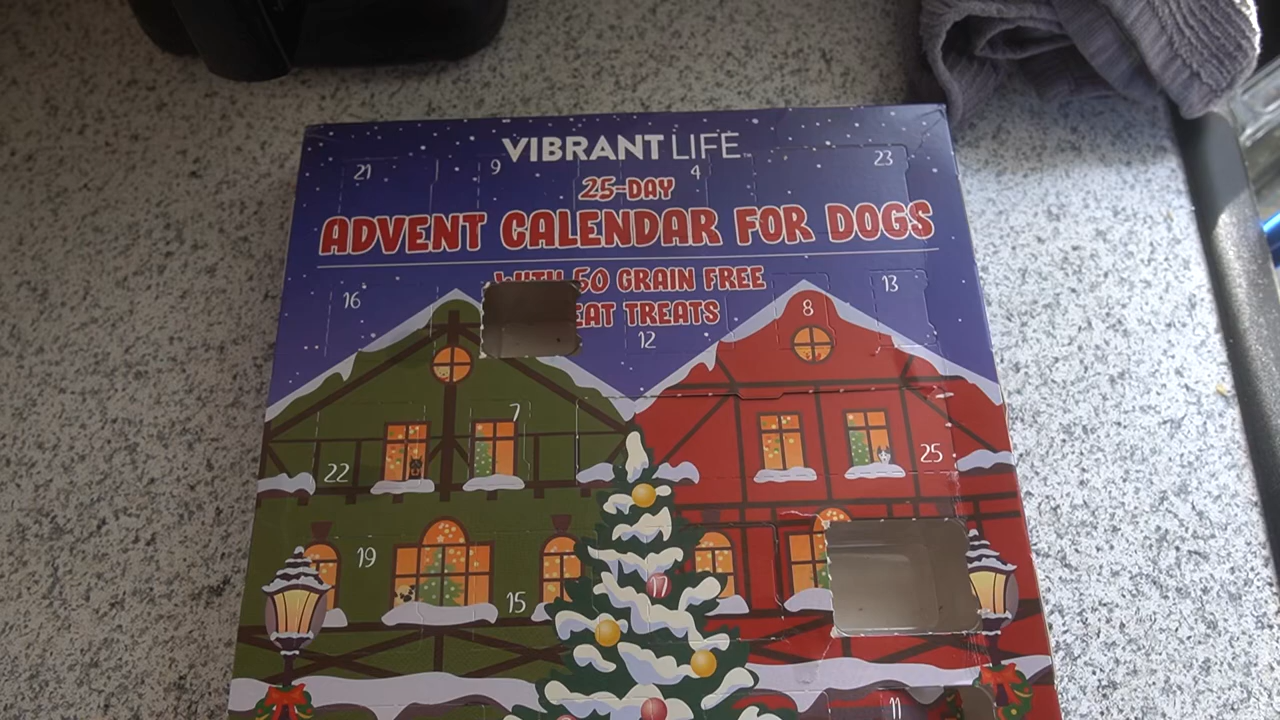 VIBRANT LIFE
21 9 4 23
25-DAY
ADVENT CALENDAR FOR DOGS
WITH 50 GRAIN FREE
16 8 13
EAT TREATS
12
7
22 25
19
17
15
11